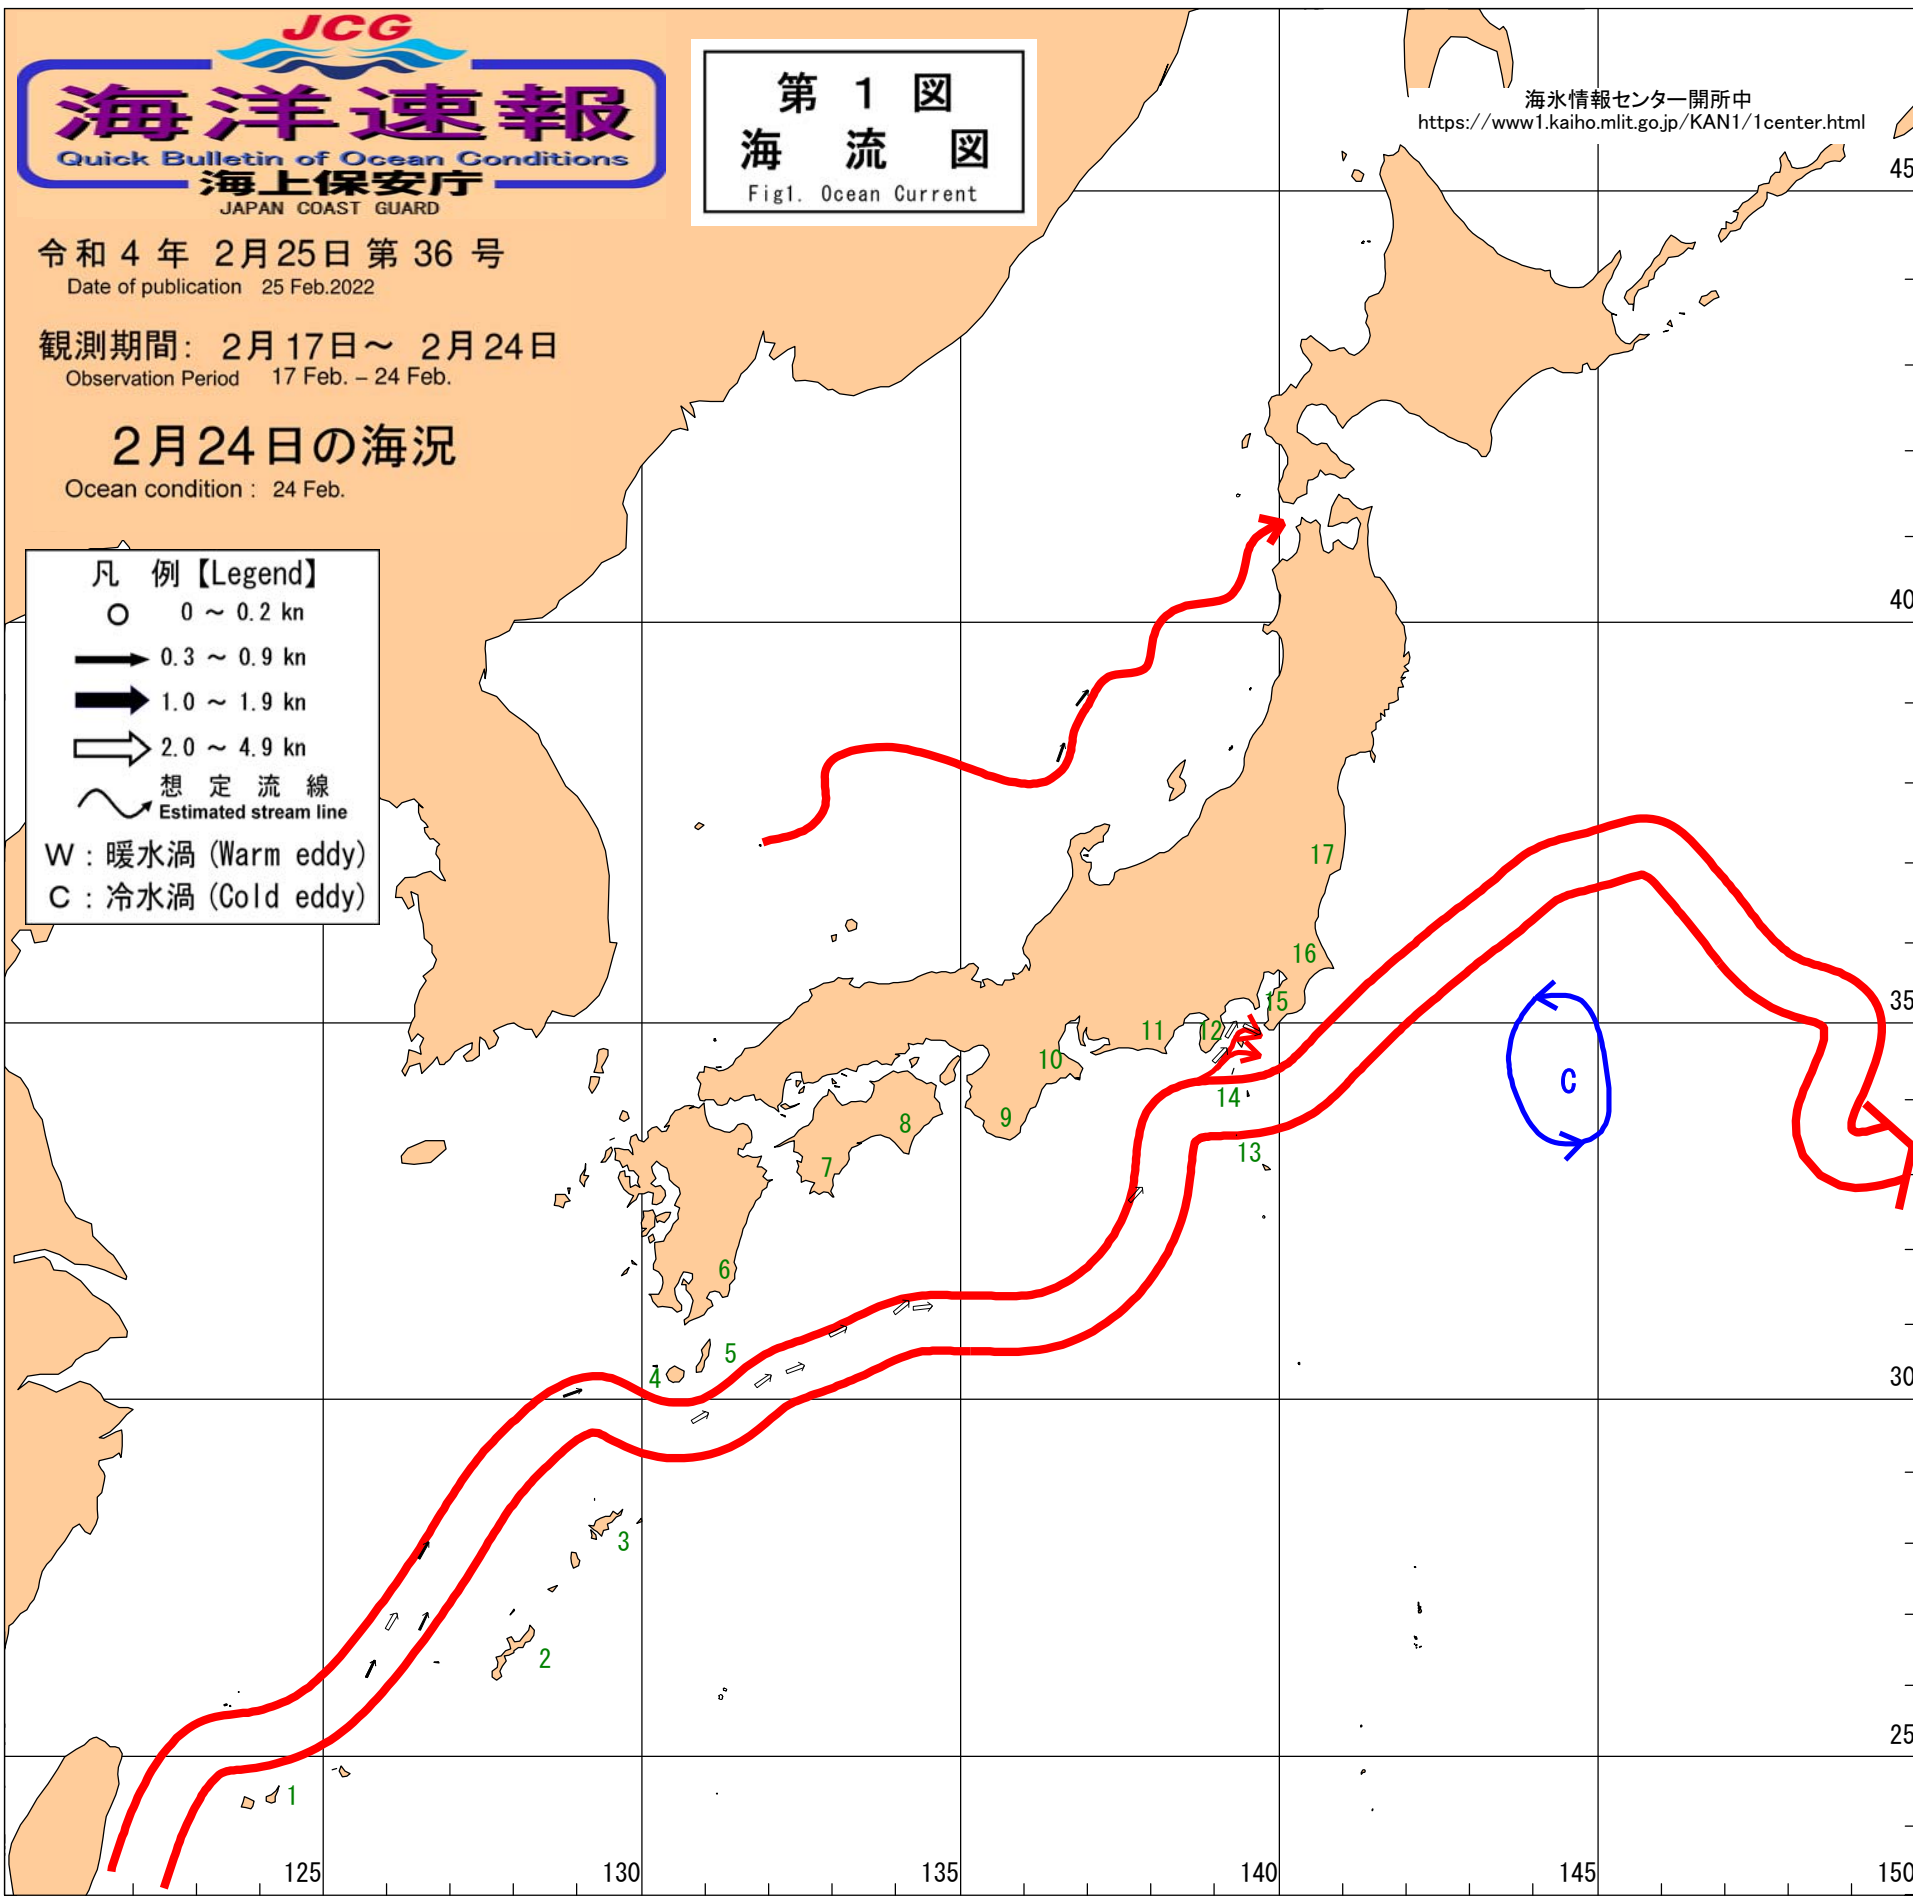 JCG
海洋速報
Quick Bulletin of Ocean Conditions
海上保安庁
JAPAN COAST GUARD
第 1 図
海 流 図
Fig1. Ocean Current
海氷情報センター開所中
https://www1.kaiho.mlit.go.jp/KAN1/1center.html
令和 4 年 2月25日 第 36 号
Date of publication 25 Feb.2022
観測期間: 2月17日～ 2月24日
Observation Period 17 Feb. – 24 Feb.
2月24日の海況
Ocean condition : 24 Feb.
凡 例【Legend】
0 ～ 0.2 kn
0.3 ～ 0.9 kn
1.0 ～ 1.9 kn
2.0 ～ 4.9 kn
想 定 流 線
Estimated stream line
W : 暖水渦 (Warm eddy)
C : 冷水渦 (Cold eddy)
45
40
17
16
35
15
12
11
10
C
14
9
8
13
7
6
5
4
30
3
2
25
1
125
130
135
140
145
150